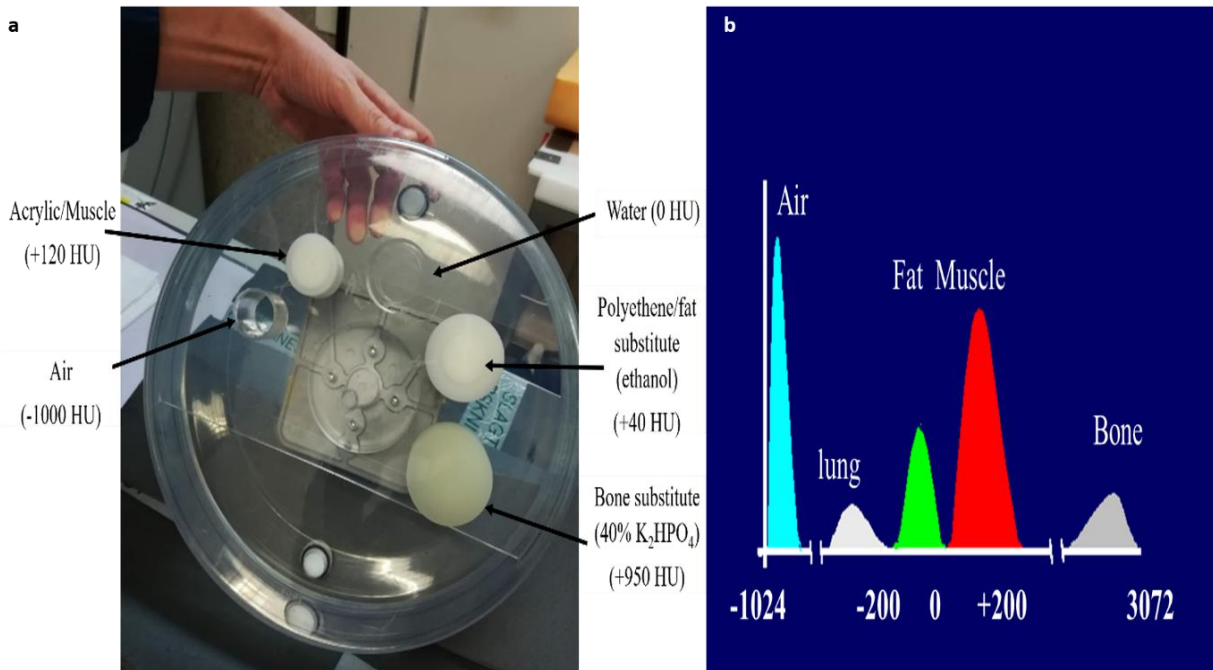 a
Acrylic/Muscle
(+120 HU)
Air
(-1000 HU)
Water (0 HU)
Polyethene/fat
substitute
(ethanol)
(+40 HU)
Bone substitute
(40% K₂HPO₄)
(+950 HU)
b
Air
Fat Muscle
lung
Bone
-1024 -200 0 +200 3072